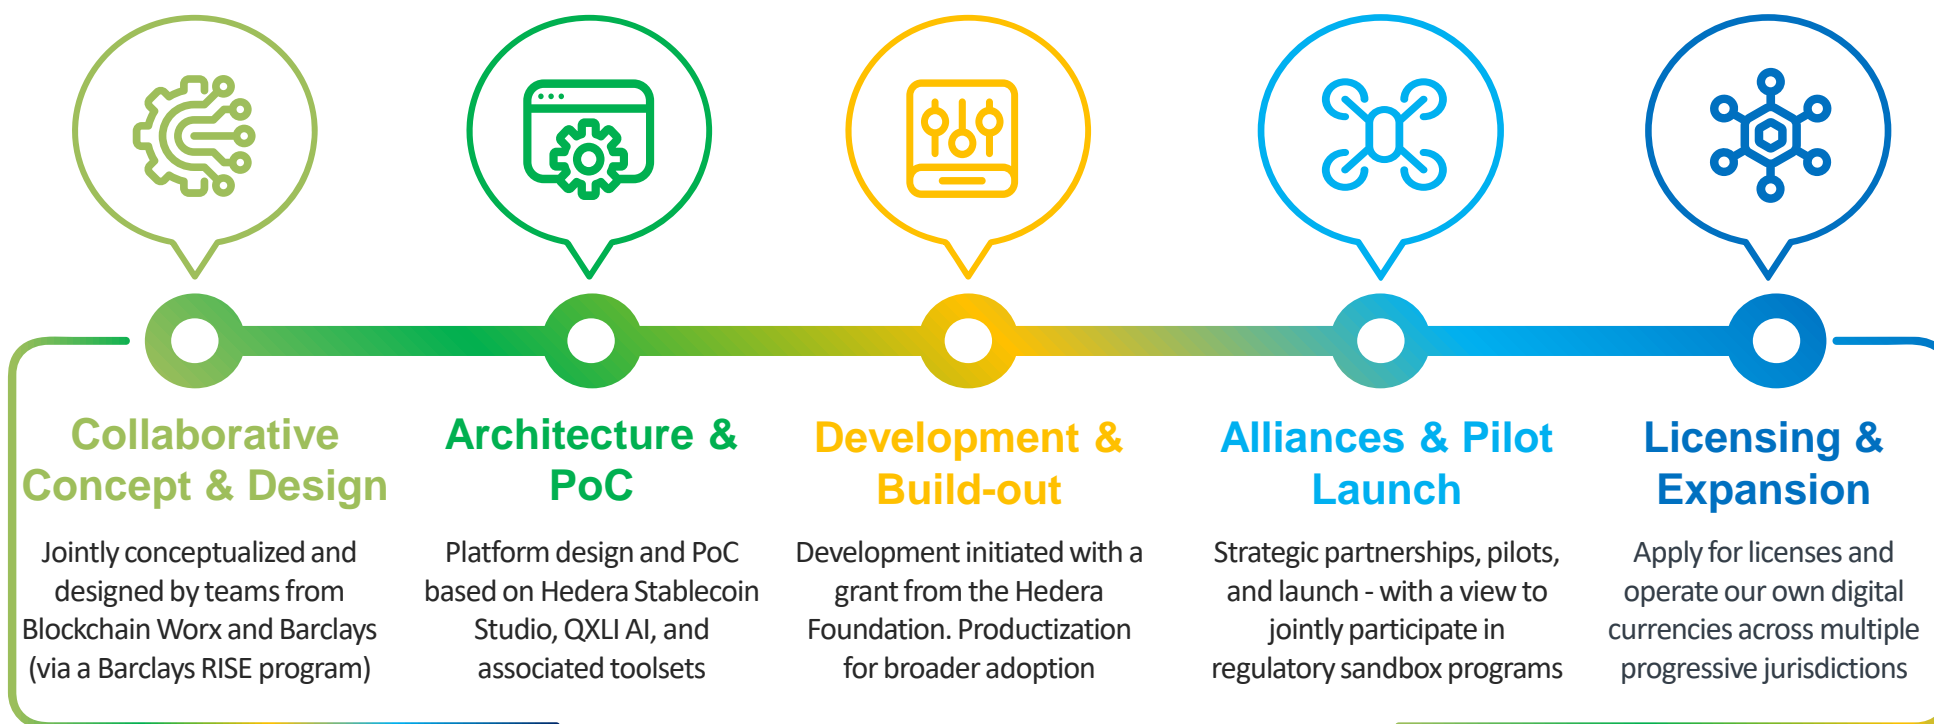 Collaborative
Concept & Design
Jointly conceptualized and
designed by teams from
Blockchain Worx and Barclays
(via a Barclays RISE program)
Architecture &
PoC
Platform design and PoC
based on Hedera Stablecoin
Studio, QXLI AI, and
associated toolsets
Development &
Build-out
Development initiated with a
grant from the Hedera
Foundation. Productization
for broader adoption
Alliances & Pilot
Launch
Strategic partnerships, pilots,
and launch - with a view to
jointly participate in
regulatory sandbox programs
Licensing &
Expansion
Apply for licenses and
operate our own digital
currencies across multiple
progressive jurisdictions